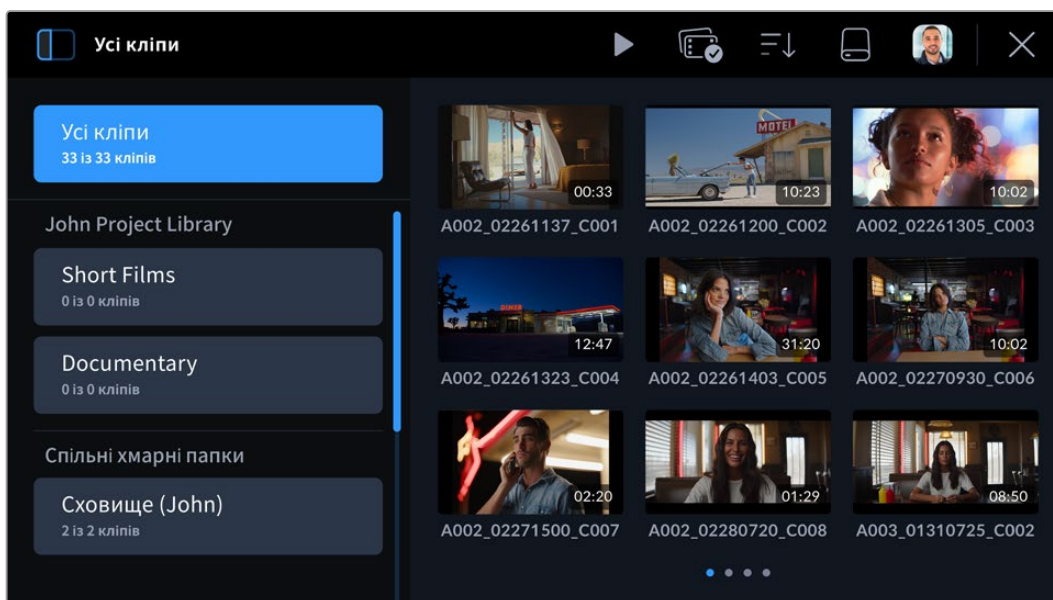 Усі кліпи
Усі кліпи
33 із 33 кліпів
John Project Library
Short Films
0 із 0 кліпів
Documentary
0 із 0 кліпів
Спільні хмарні папки
Сховище (John)
2 із 2 кліпів
MOTEL
00:33
10:23
10:02
A002_02261137_C001
A002_02261200_C002
A002_02261305_C003
DINER
12:47
31:20
10:02
A002_02261323_C004
A002_02261403_C005
A002_02270930_C006
02:20
01:29
08:50
A002_02271500_C007
A002_02280720_C008
A003_01310725_C002